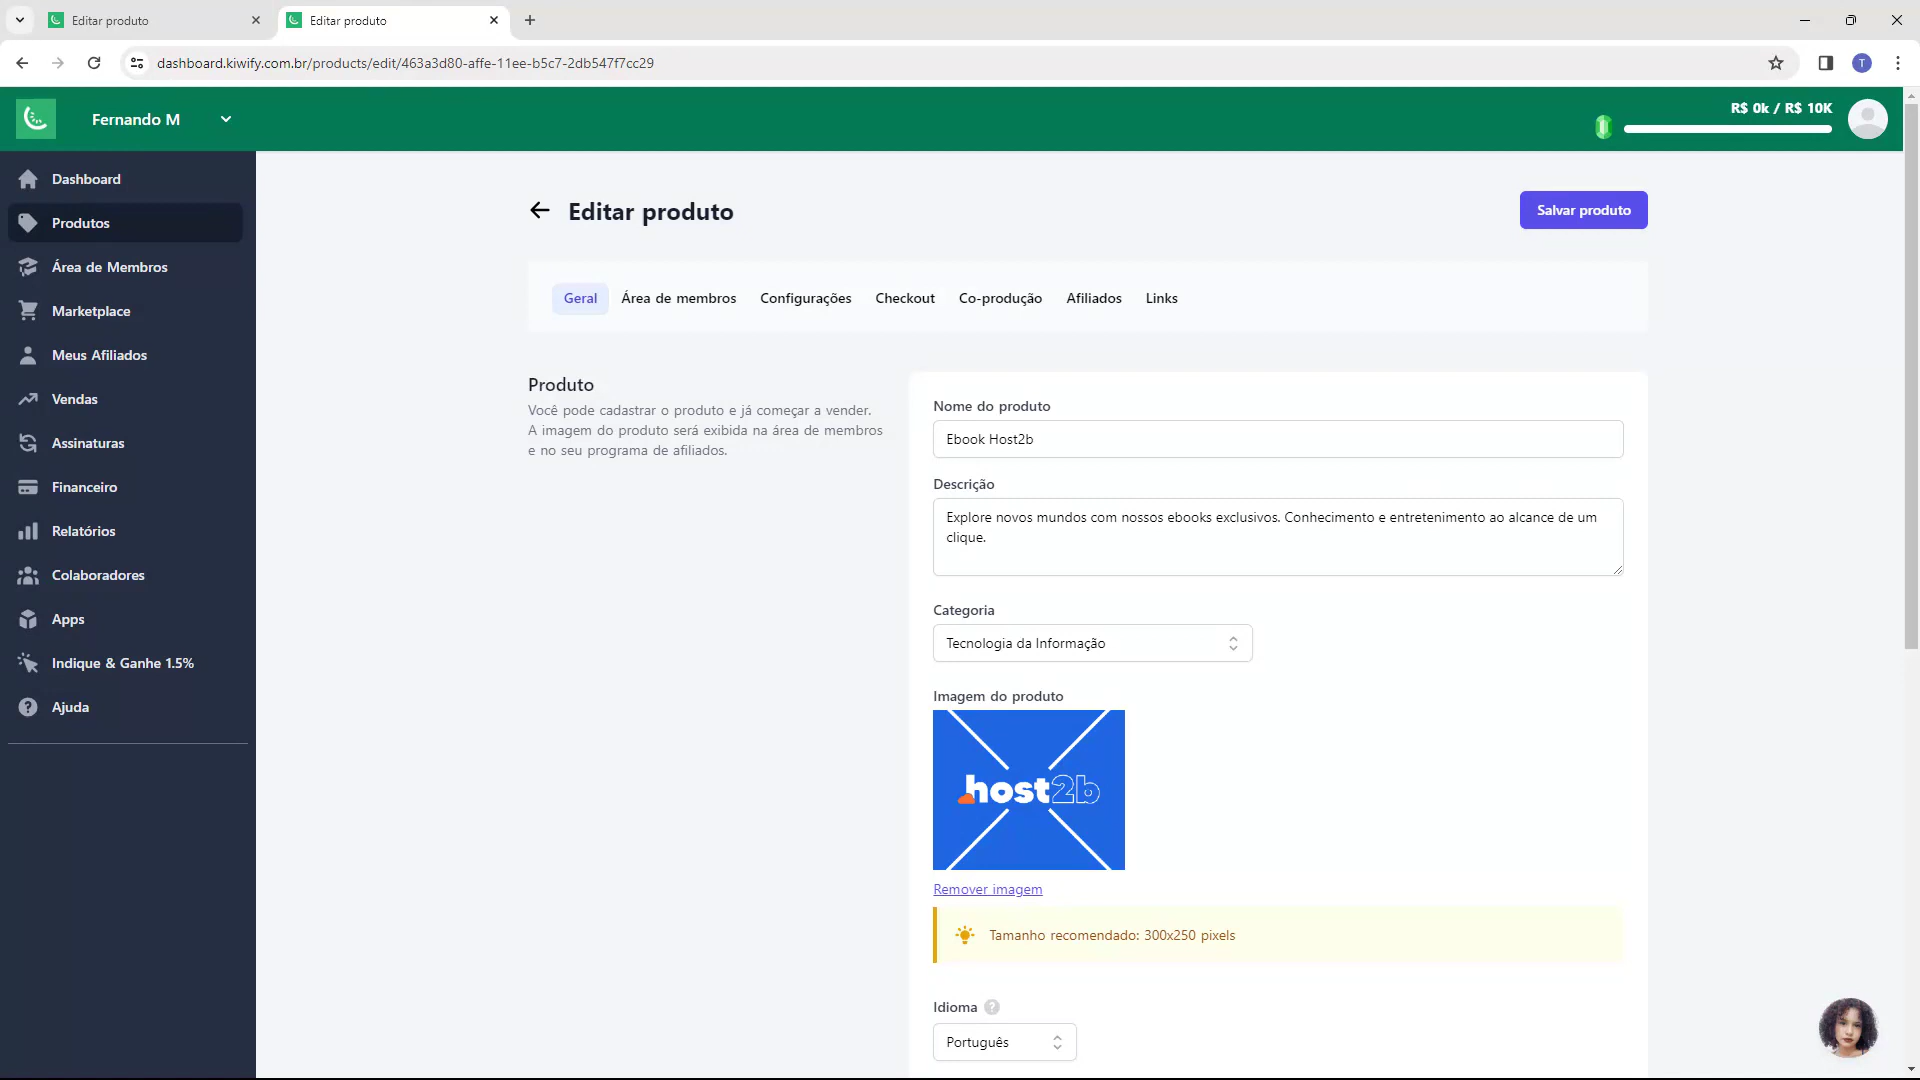 Editar produto
Editar produto
dashboard.kiwify.com.br/products/edit/463a3d80-affe-11ee-b5c7-2db547f7cc29
T
Fernando M
R$ 0k / R$ 10K
Dashboard
Produtos
Área de Membros
Marketplace
Meus Afiliados
Vendas
Assinaturas
Financeiro
Relatórios
Colaboradores
Apps
Indique & Ganhe 1.5%
Ajuda
Editar produto
Salvar produto
Geral
Área de membros
Configurações
Checkout
Co-produção
Afiliados
Links
Produto
Você pode cadastrar o produto e já começar a vender.
A imagem do produto será exibida na área de membros
e no seu programa de afiliados.
Nome do produto
Ebook Host2b
Descrição
Explore novos mundos com nossos ebooks exclusivos. Conhecimento e entretenimento ao alcance de um
clique.
Categoria
Tecnologia da Informação
Imagem do produto
host2b
Remover imagem
Tamanho recomendado: 300x250 pixels
Idioma ?
Português